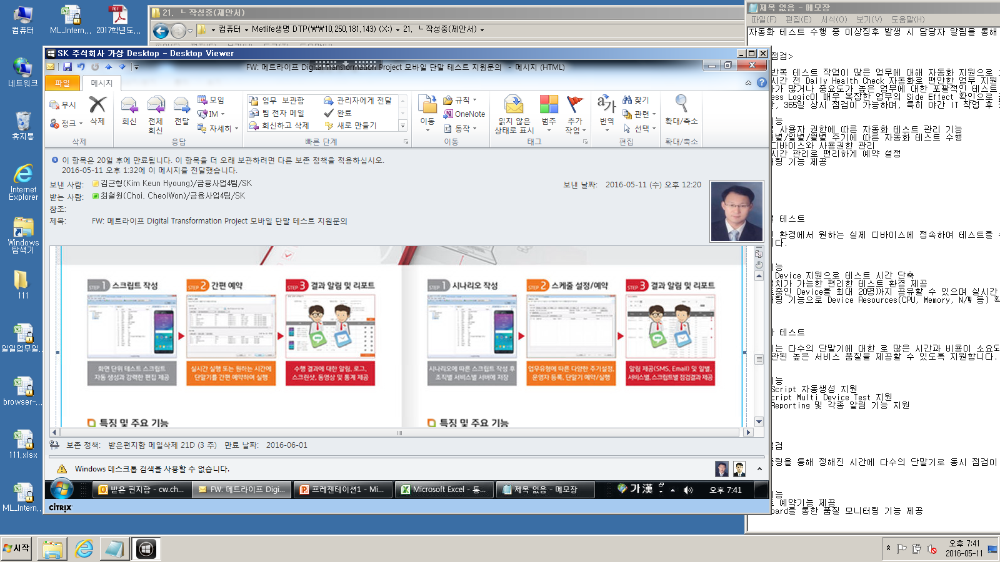 컴퓨터
ML_Intern...
2017학년도...
네트워크
휴지통
Internet
Explorer
Windows
탐색기
111
일일업무일...
browser-...
111.xlsx
ML_Intern...
21. ㄴ작성중(제안서)
컴퓨터 Metlife생명 DTP(₩₩10,250,181,143) (X:) 21. ㄴ작성중(제안서)
SK 주식회사 가상 Desktop - Desktop Viewer
FW: 메트라이프 Digital Transformation Project 모바일 단말 테스트 지원문의 - 메시지 (HTML)
파일 메시지
무시
정크
삭제
회신
전체
회신
전달
모임
IM
자세히
업무 보관함
팀 전자 메일
회신하고 삭제
관리자에게 전달
완료
새로 만들기
이동
규칙
OneNote
동작
읽지 않은
상태로 표시
범주
추가
작업
번역
찾기
관련
선택
확대/축소
삭제 응답 빠른 단계 이동 태그 편집 확대/축소
이 항목은 20일 후에 만료됩니다. 이 항목을 더 오래 보관하려면 다른 보존 정책을 적용하십시오.
2016-05-11 오후 1:32에 이 메시지를 전달했습니다.
보낸 사람: 김근형(Kim Keun Hyoung)/금융사업4팀/SK
보낸 날짜: 2016-05-11 (수) 오후 12:20
받는 사람: 최철원(Choi, CheolWon)/금융사업4팀/SK
참조:
제목: FW: 메트라이프 Digital Transformation Project 모바일 단말 테스트 지원문의
STEP 1 스크립트 작성
STEP 2 간편 예약
STEP 3 결과 알림 및 리포트
화면 단위 테스트 스크립트
자동 생성과 강력한 편집 제공
실시간 실행 또는 원하는 시간에
단말기를 간편 예약하여 실행
수행 결과에 대한 알림, 로그,
스크린샷, 동영상 및 통계 제공
STEP 1 시나리오 작성
STEP 2 스케줄 설정/예약
STEP 3 결과 알림 및 리포트
시나리오에 따른 스크립트 작성 후
조직별 서비스별 서버에 저장
업무유형에 따른 다양한 주기설정,
운영자 등록, 단말기 예약/실행
알림 제공(SMS, Email) 및 일별,
서비스별, 스크립트별 점검결과 제공
특징 및 주요 기능
특징 및 주요 기능
보존 정책: 받은편지함 메일삭제 21D (3 주) 만료 날짜: 2016-06-01
Windows 데스크톱 검색을 사용할 수 없습니다.
받은 편지함 - cw.ch...
FW: 메트라이프 Digi...
프레젠테이션1 - Mi...
Microsoft Excel - 통...
제목 없음 - 메모장
가 漢
오후 7:41
CITRIX
제목 없음 - 메모장
파일(F) 편집(E) 서식(O) 보기(V) 도움말(H)
자동화 테스트 수행 중 이상징후 발생 시 담당자 알림을 통해
점검>
반복 테스트 작업이 많은 업무에 대해 자동화 지원으로
시간 전 Daily Health Check 자동화로 편안한 업무 지원
가 많거나 중요도가 높은 업무에 대한 포괄적인 테스트
ess Logic이 매우 복잡한 업무의 Side Effect 확인으로
, 365일 상시 점검이 가능하며, 특히 야간 IT 작업 후
기능
사용자 권한에 따른 자동화 테스트 관리 기능
별/일별/월별 주기에 따른 자동화 테스트 수행
디바이스와 사용권한 관리
시간 관리로 편리하게 예약 설정
링 기능 제공
테스트
환경에서 원하는 실제 디바이스에 접속하여 테스트를
다.
기능
Device 지원으로 테스트 시간 단축
설치가 가능한 편리한 테스트 환경 제공
중인 Device를 최대 20명까지 공유할 수 있으며 실시간
링 기능으로 Device Resources(CPU, Memory, N/W 등)
테스트
는 다수의 단말기에 대한 로 많은 시간과 비용이 소요되
관된 높은 서비스 품질을 제공할 수 있도록 지원합니다.
기능
Script 자동생성 지원
cript Multi Device Test 지원
Reporting 및 각종 알림 기능 지원
점검
링을 통해 정해진 시간에 다수의 단말기로 동시 점검이
기능
예약기능 제공
oard를 통한 품질 모니터링 기능 제공
시작
오후 7:41
2016-05-11